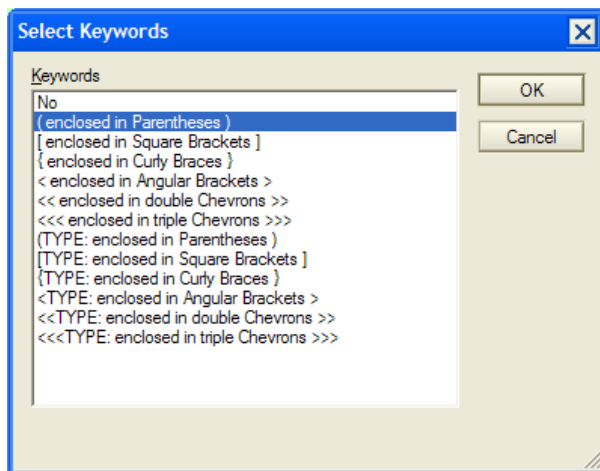 Select Keywords
Keywords
No
( enclosed in Parentheses )
[ enclosed in Square Brackets ]
{ enclosed in Curly Braces }
< enclosed in Angular Brackets >
<< enclosed in double Chevrons >>
<<< enclosed in triple Chevrons >>>
(TYPE: enclosed in Parentheses )
[TYPE: enclosed in Square Brackets ]
{TYPE: enclosed in Curly Braces }
<TYPE: enclosed in Angular Brackets >
<<TYPE: enclosed in double Chevrons >>
<<<TYPE: enclosed in triple Chevrons >>>
OK
Cancel